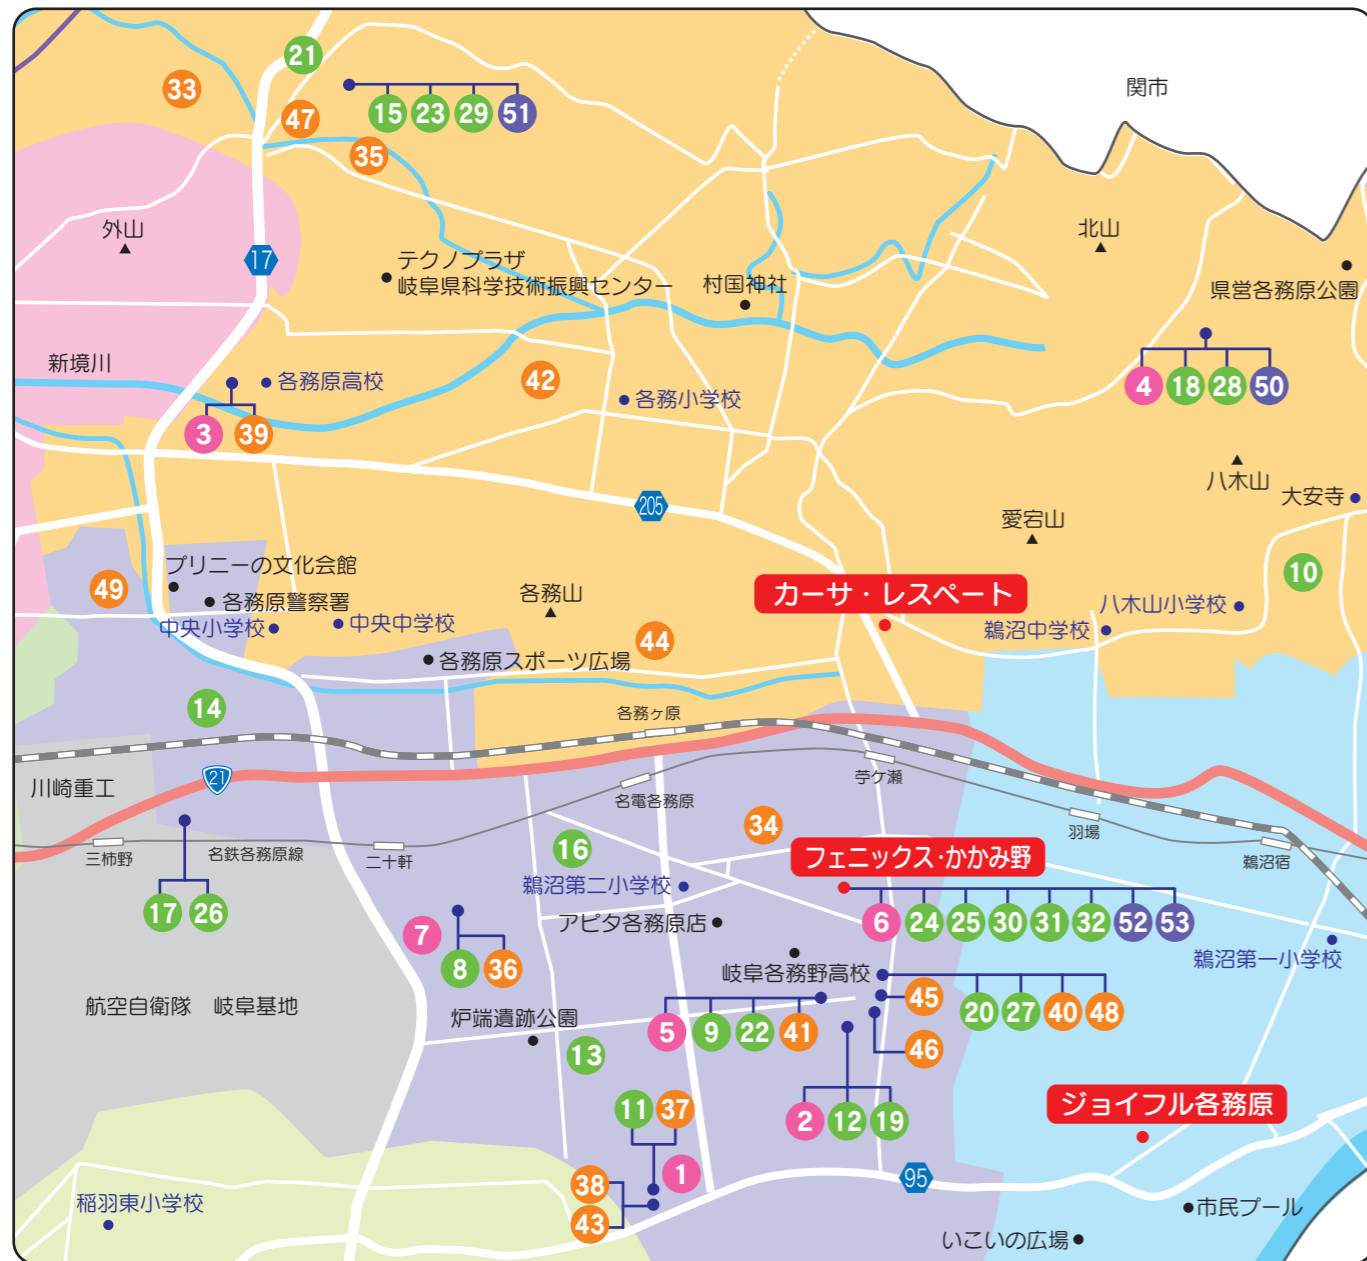 21
33
47
15 23 29 51
35
関市
外山
17
テクノプラザ
岐阜県科学技術振興センター
村国神社
北山
県営各務原公園
新境川
各務原高校
42
各務小学校
4 18 28 50
3 39
205
八木山
大安寺
愛宕山
プリニーの文化会館
49
各務原警察署
各務山
カーサ・レスペート
10
中央小学校
中央中学校
44
八木山小学校
鵜沼中学校
各務原スポーツ広場
14
各務ヶ原
川崎重工
21
名電各務原
苧ケ瀬
34
羽場
三柿野
名鉄各務原線
二十軒
16
フェニックス・かかみ野
鵜沼宿
鵜沼第二小学校
17 26
7
8 36
アピタ各務原店
6 24 25 30 31 32 52 53
岐阜各務野高校
鵜沼第一小学校
航空自衛隊 岐阜基地
炉端遺跡公園
5 9 22 41
45
20 27 40 48
13
46
11 37
2 12 19
ジョイフル各務原
1
38
43
95
稲羽東小学校
市民プール
いこいの広場